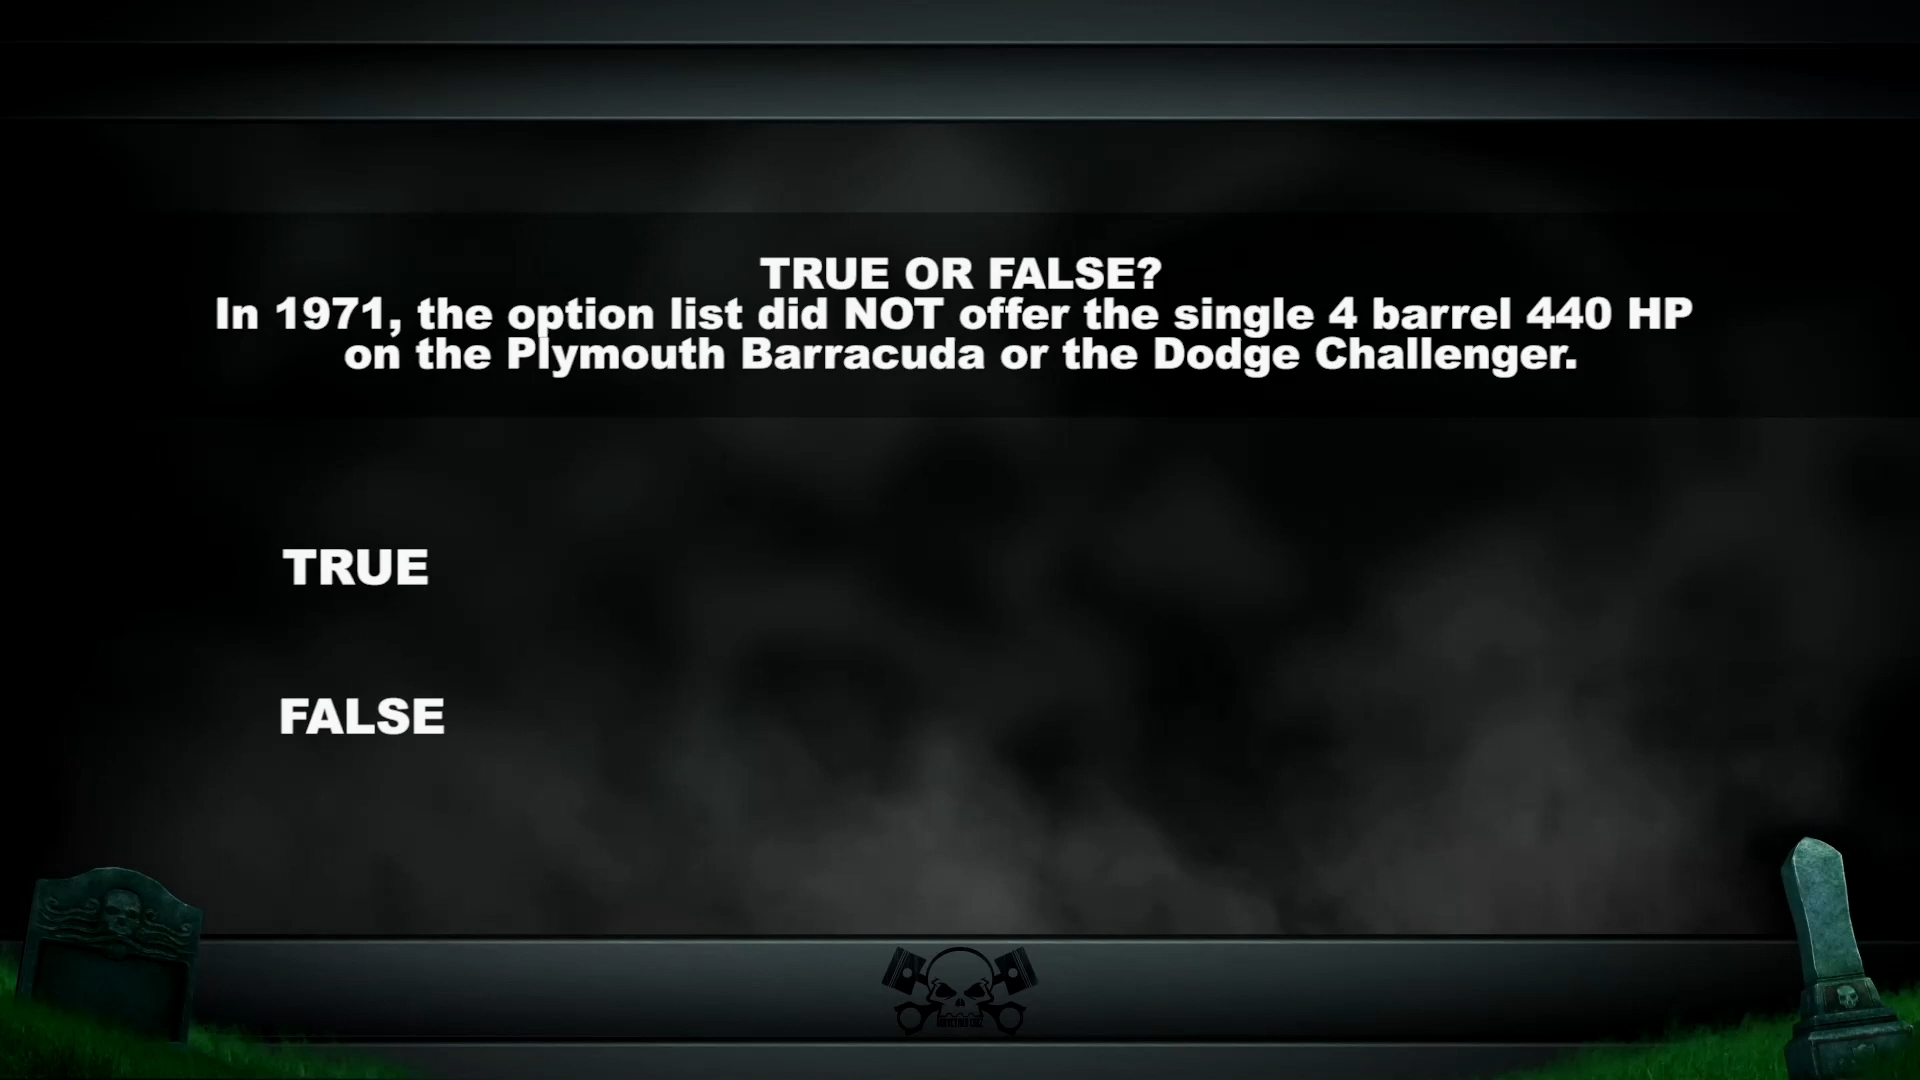 TRUE OR FALSE?
In 1971, the option list did NOT offer the single 4 barrel 440 HP
on the Plymouth Barracuda or the Dodge Challenger.
TRUE
FALSE